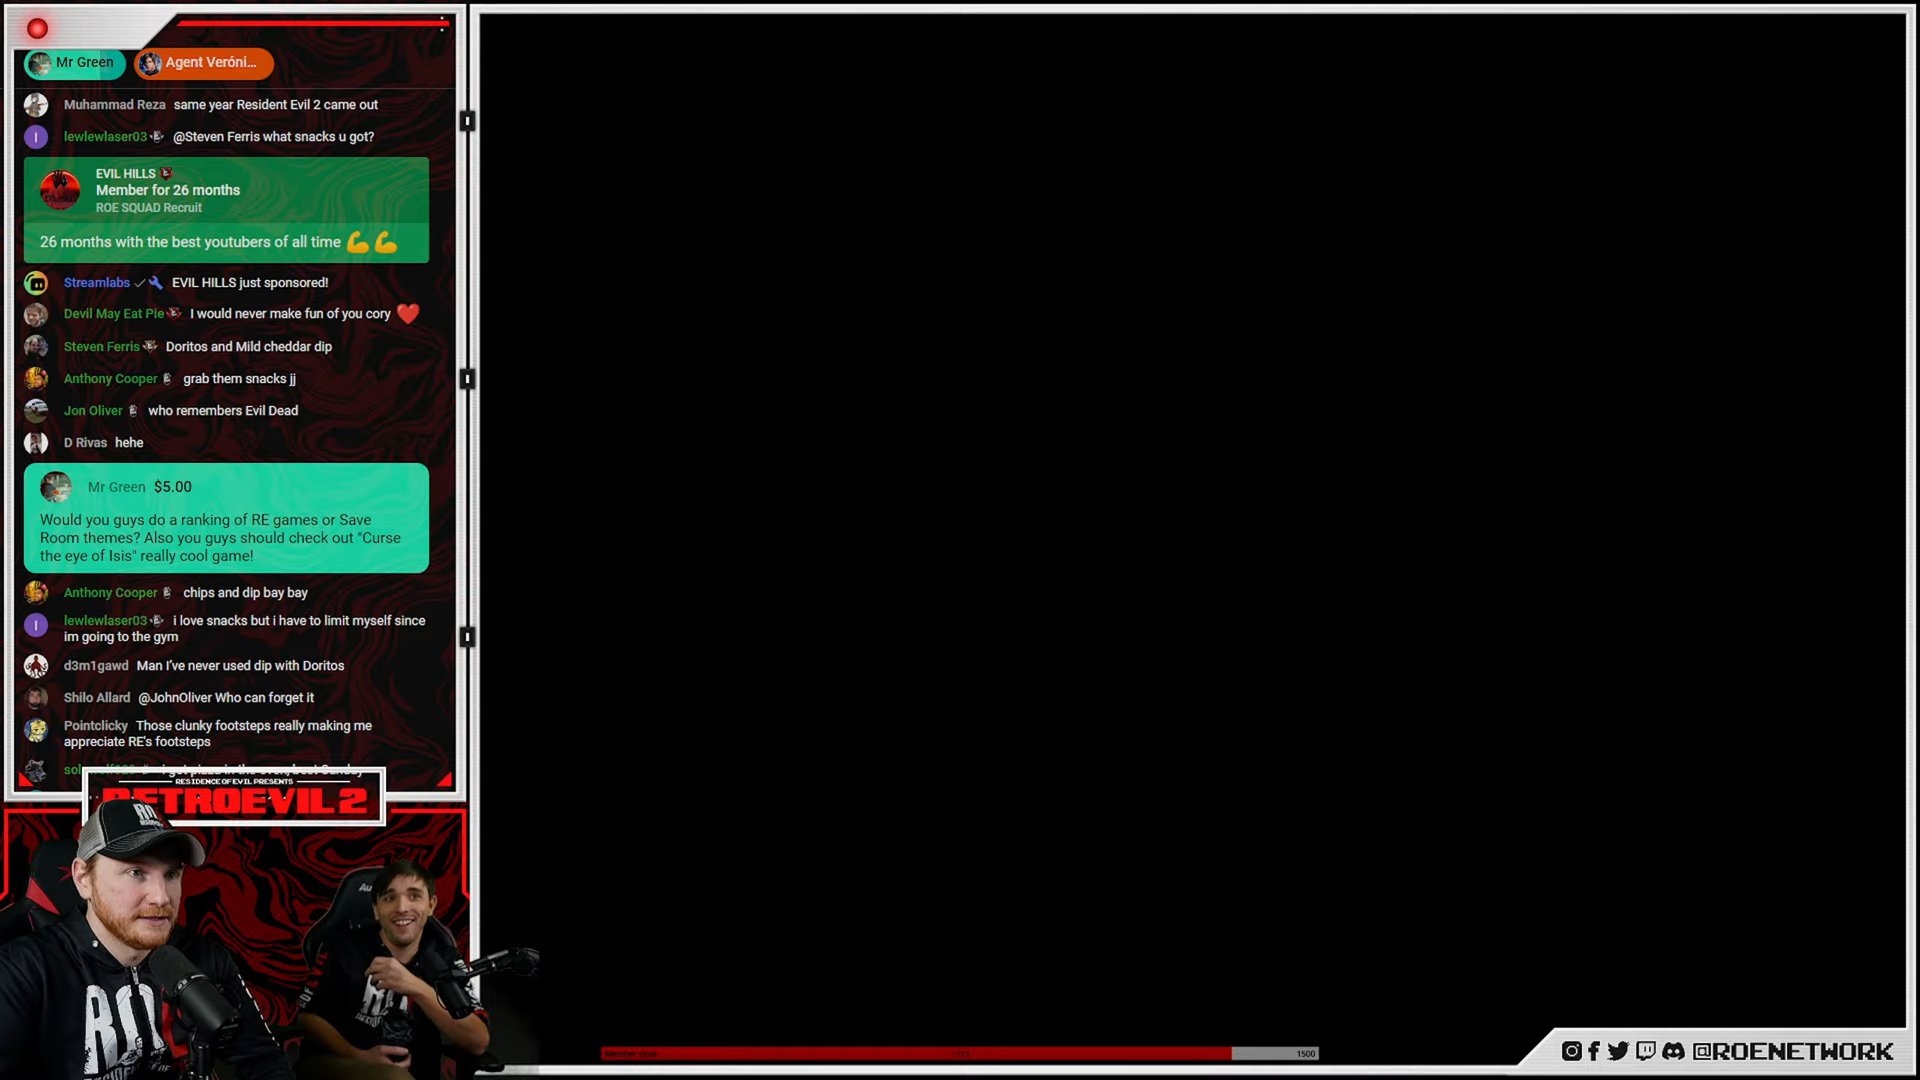 Mr Green
Agent Veróni...
Muhammad Reza same year Resident Evil 2 came out
lewlewlaser03 @Steven Ferris what snacks u got?
EVIL HILLS
Member for 26 months
ROE SQUAD Recruit
26 months with the best youtubers of all time
Streamlabs EVIL HILLS just sponsored!
Devil May Eat Pie I would never make fun of you cory
Steven Ferris Doritos and Mild cheddar dip
Anthony Cooper grab them snacks jj
Jon Oliver who remembers Evil Dead
D Rivas hehe
Mr Green $5.00
Would you guys do a ranking of RE games or Save
Room themes? Also you guys should check out "Curse
the eye of Isis" really cool game!
Anthony Cooper chips and dip bay bay
lewlewlaser03 i love snacks but i have to limit myself since
im going to the gym
d3m1gawd Man I've never used dip with Doritos
Shilo Allard @JohnOliver Who can forget it
Pointclicky Those clunky footsteps really making me
appreciate RE's footsteps
RESIDENCE OF EVIL PRESENTS
RETROEVIL 2
Member Goal
1500
@ROENETWORK